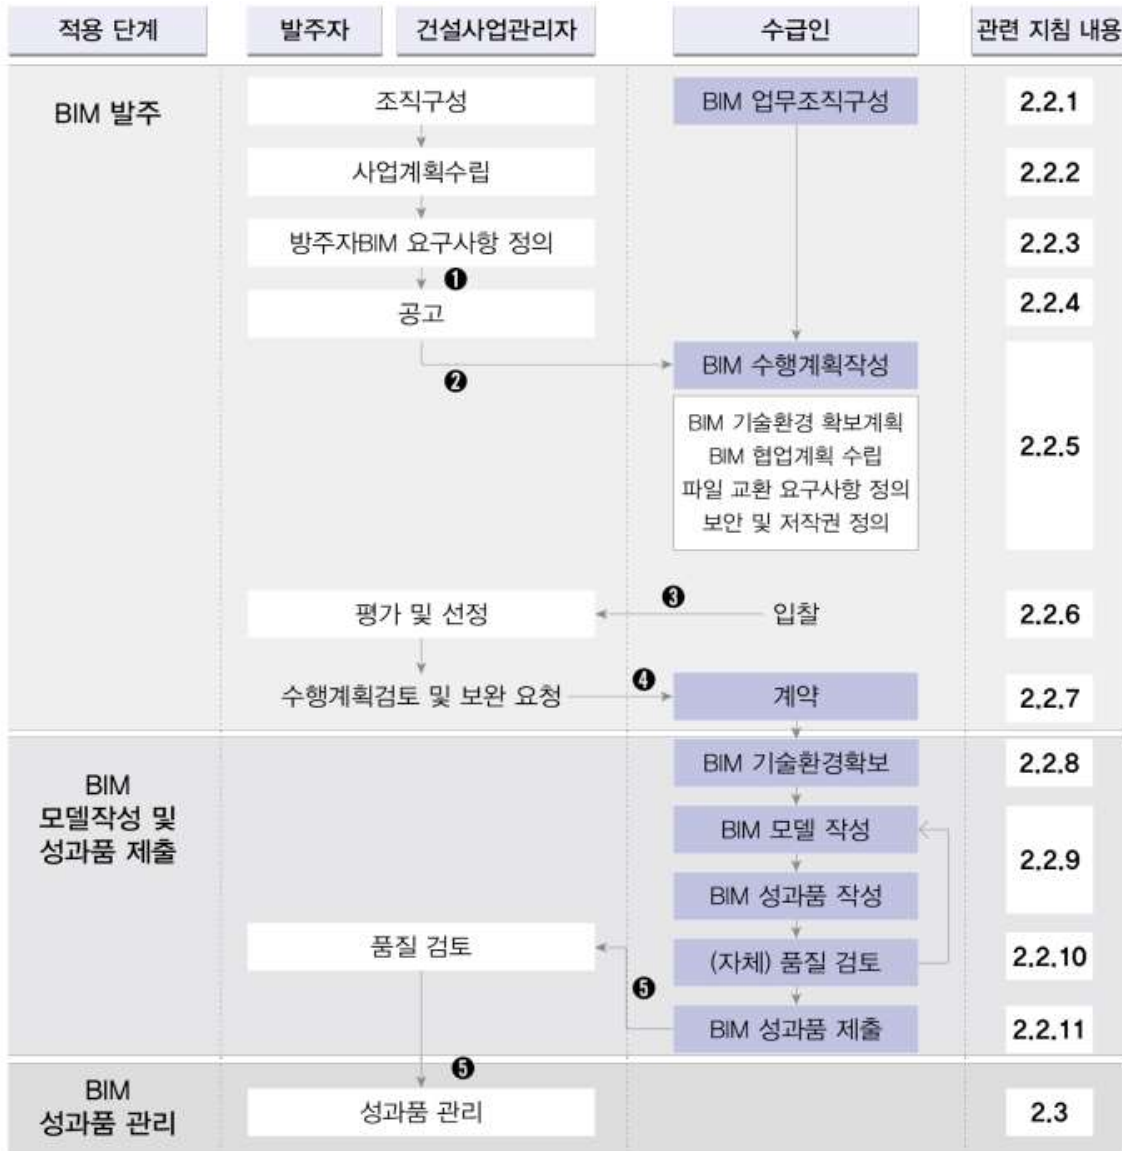 적용 단계 발주자 건설사업관리자 수급인 관련 지침 내용
BIM 발주 조직구성 BIM 업무조직구성 2.2.1
사업계획수립 2.2.2
방주자BIM 요구사항 정의 2.2.3
❶
공고 2.2.4
❷ BIM 수행계획작성
BIM 기술환경 확보계획
BIM 협업계획 수립
파일 교환 요구사항 정의
보안 및 저작권 정의
2.2.5
평가 및 선정 ❸ 입찰 2.2.6
수행계획검토 및 보완 요청 ❹ 계약 2.2.7
BIM
모델작성 및
성과품 제출
BIM 기술환경확보 2.2.8
BIM 모델 작성
BIM 성과품 작성
2.2.9
품질 검토 (자체) 품질 검토 2.2.10
❺ BIM 성과품 제출 2.2.11
❺
BIM
성과품 관리
성과품 관리 2.3